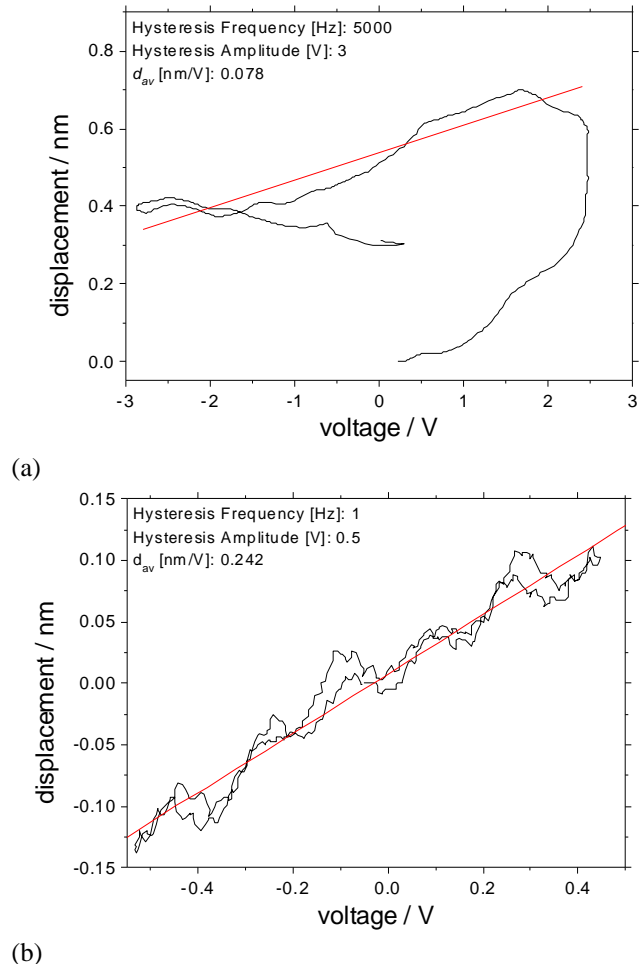 Hysteresis Frequency [Hz]: 5000
Hysteresis Amplitude [V]: 3
d_av [nm/V]: 0.078
displacement / nm
0.8
0.6
0.4
0.2
0.0
-3 -2 -1 0 1 2 3
voltage / V
(a)
Hysteresis Frequency [Hz]: 1
Hysteresis Amplitude [V]: 0.5
d_av [nm/V]: 0.242
displacement / nm
0.15
0.10
0.05
0.00
-0.05
-0.10
-0.15
-0.4 -0.2 0.0 0.2 0.4
voltage / V
(b)